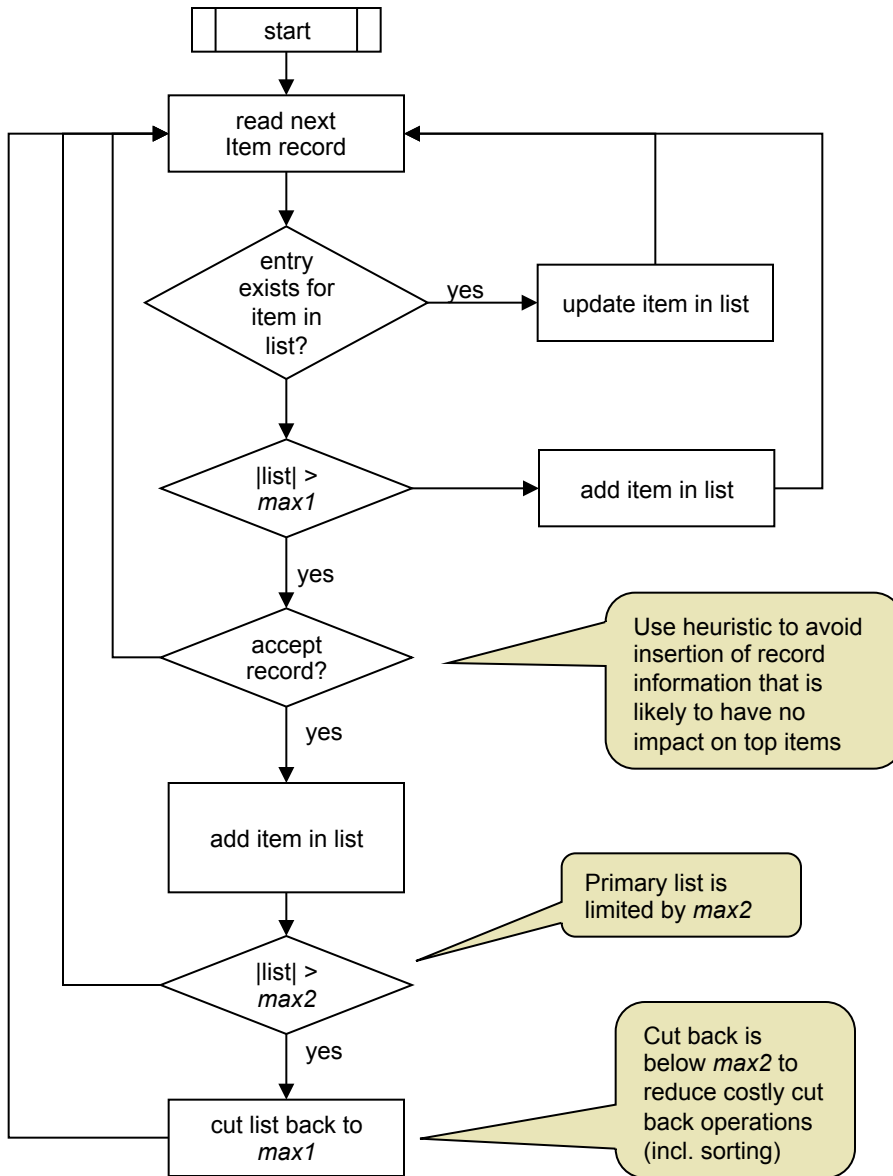 start
read next
Item record
entry
exists for
item in
list?
yes
update item in list
|list| >
max1
add item in list
yes
accept
record?
Use heuristic to avoid
insertion of record
information that is
likely to have no
impact on top items
yes
add item in list
Primary list is
limited by max2
|list| >
max2
yes
Cut back is
below max2 to
reduce costly cut
back operations
(incl. sorting)
cut list back to
max1